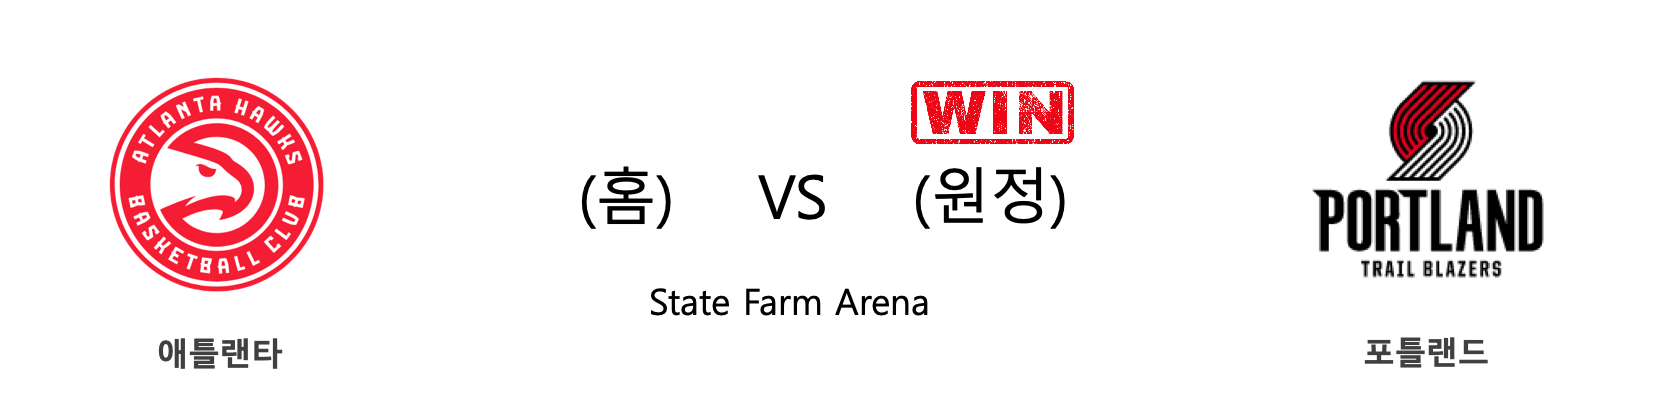 ATLANTA HAWKS
BASKETBALL CLUB
WIN
(홈) VS (원정)
PORTLAND
TRAIL BLAZERS
State Farm Arena
애틀랜타
포틀랜드